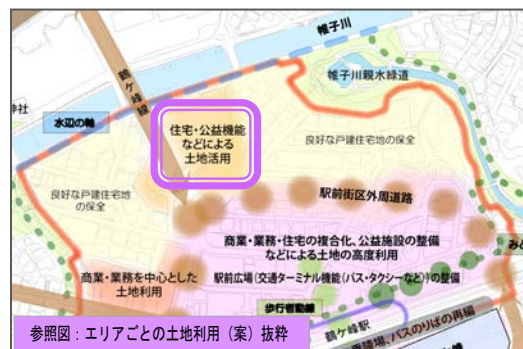 帷子川
鶴ケ峰線
帷子川親水緑道
神社
水辺の軸
住宅・公益機能
などによる
土地活用
良好な戸建住宅地
の保全
良好な戸建住宅地の保全
駅前街区外周道路
商業・業務・住宅の複合化、公益施設の整備
などによる土地の高度利用
商業・業務を中心とした
土地利用
駅前広場(交通ターミナル機能(バス・タクシーなど))の整備
歩行者動線
鶴ケ峰駅
降場、バスのりばの再編
参照図:エリアごとの土地利用(案)抜粋